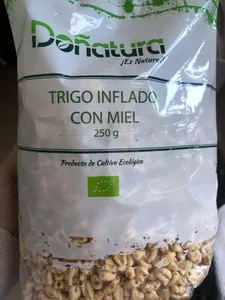 Doñatura
¡Es Natural!
TRIGO INFLADO
CON MIEL
250 g
Producto de Cultivo Ecológico